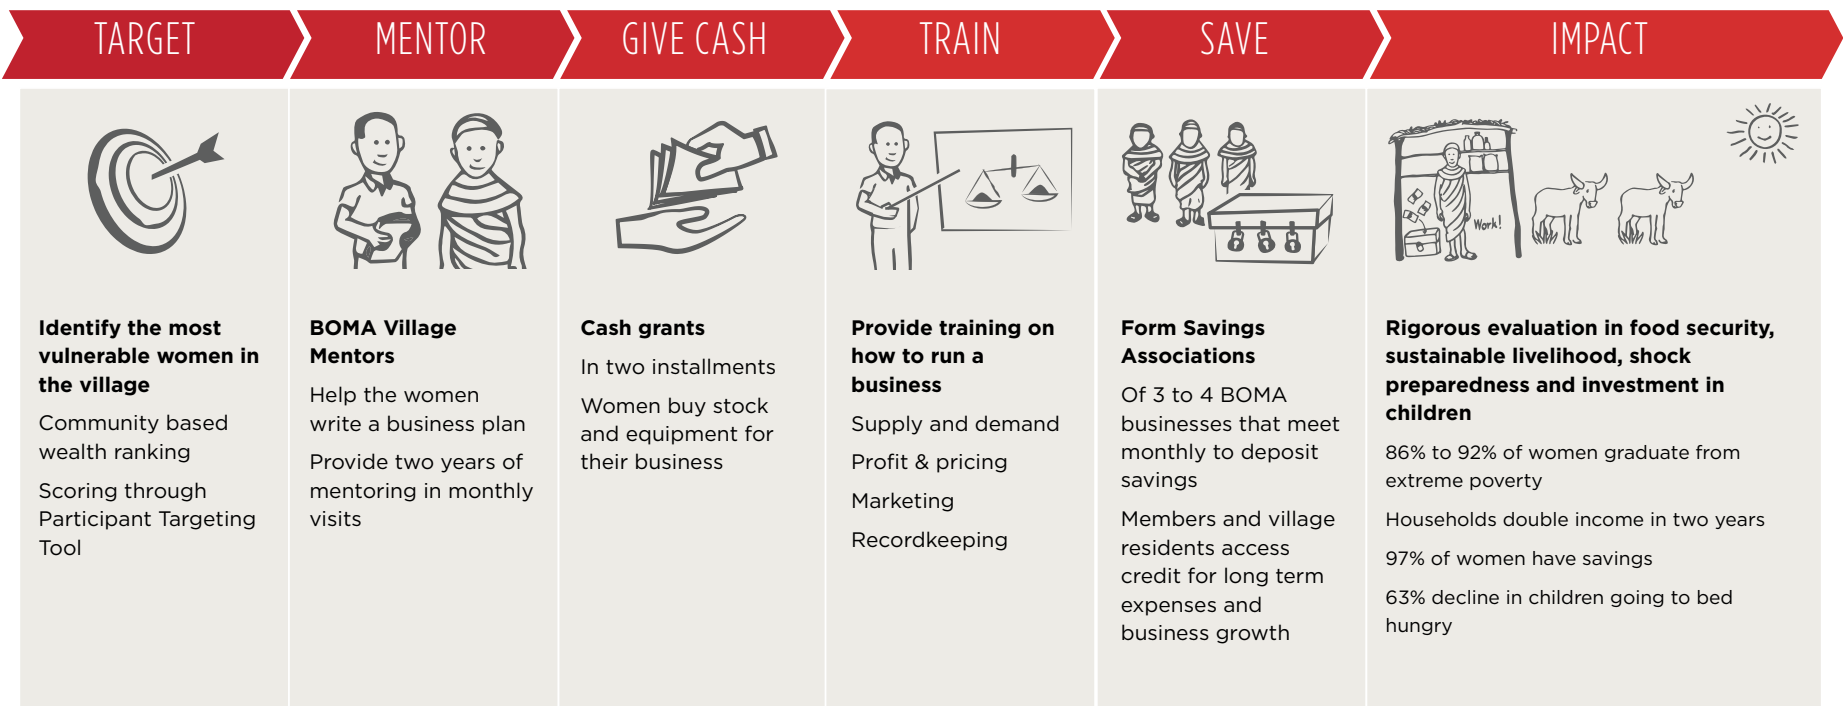 TARGET
MENTOR
GIVE CASH
TRAIN
SAVE
IMPACT
Identify the most
vulnerable women in
the village
Community based
wealth ranking
Scoring through
Participant Targeting
Tool
BOMA Village
Mentors
Help the women
write a business plan
Provide two years of
mentoring in monthly
visits
Cash grants
In two installments
Women buy stock
and equipment for
their business
Provide training on
how to run a
business
Supply and demand
Profit & pricing
Marketing
Recordkeeping
Form Savings
Associations
Of 3 to 4 BOMA
businesses that meet
monthly to deposit
savings
Members and village
residents access
credit for long term
expenses and
business growth
Work!
Rigorous evaluation in food security,
sustainable livelihood, shock
preparedness and investment in
children
86% to 92% of women graduate from
extreme poverty
Households double income in two years
97% of women have savings
63% decline in children going to bed
hungry